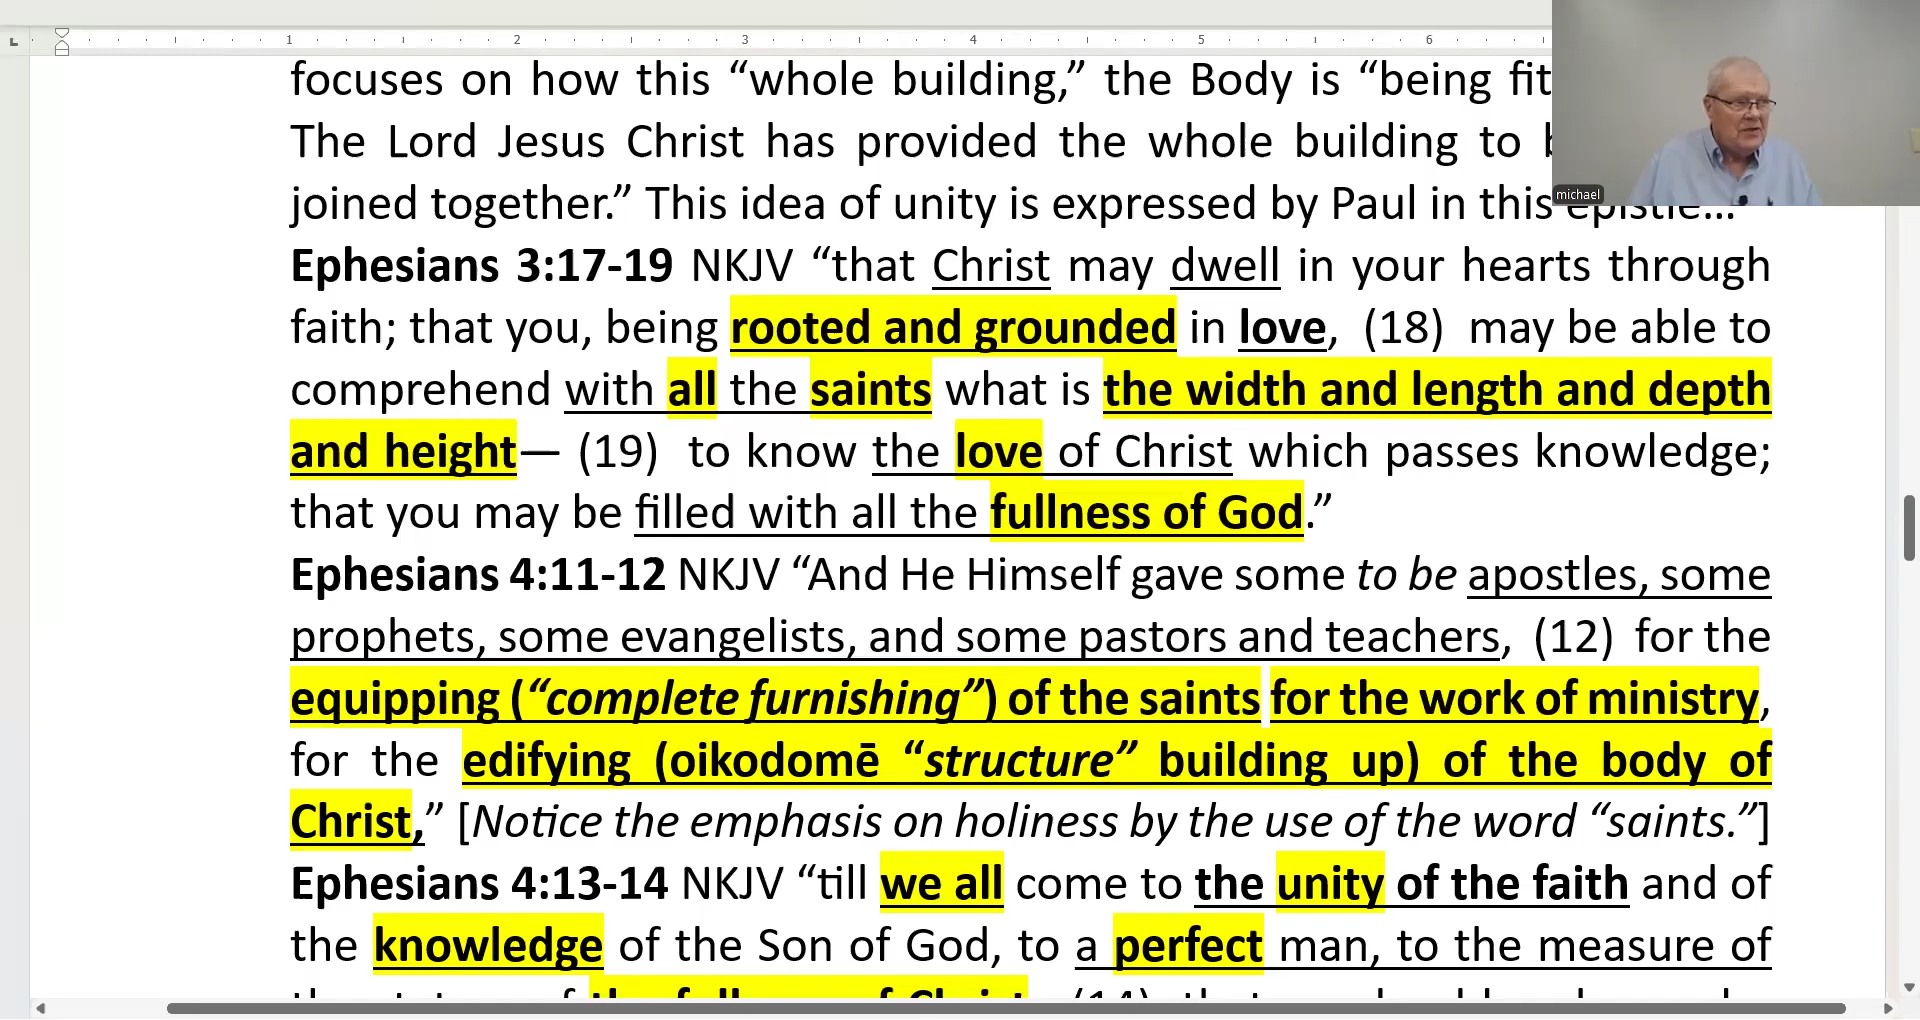 1 2 3 4 5 6
focuses on how this “whole building,” the Body is “being fit
The Lord Jesus Christ has provided the whole building to
michael
joined together.” This idea of unity is expressed by Paul in this epistle…
Ephesians 3:17-19 NKJV “that Christ may dwell in your hearts through
faith; that you, being rooted and grounded in love, (18) may be able to
comprehend with all the saints what is the width and length and depth
and height— (19) to know the love of Christ which passes knowledge;
that you may be filled with all the fullness of God.”
Ephesians 4:11-12 NKJV “And He Himself gave some to be apostles, some
prophets, some evangelists, and some pastors and teachers, (12) for the
equipping (“complete furnishing”) of the saints for the work of ministry,
for the edifying (oikodomē “structure” building up) of the body of
Christ,” [Notice the emphasis on holiness by the use of the word “saints.”]
Ephesians 4:13-14 NKJV “till we all come to the unity of the faith and of
the knowledge of the Son of God, to a perfect man, to the measure of